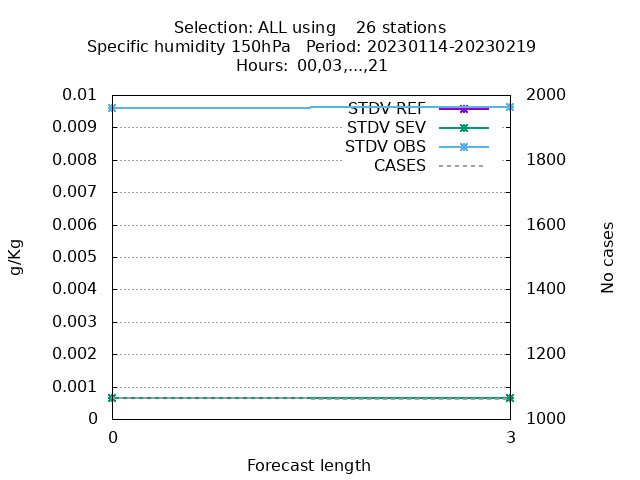 Selection: ALL using    26 stations
Specific humidity 150hPa   Period: 20230114-20230219
Hours:  00,03,...,21
0.01
0.009
0.008
0.007
0.006
0.005
0.004
0.003
0.002
0.001
0
g/Kg
STDV REF
STDV SEV
STDV OBS
CASES
2000
1800
1600
1400
1200
1000
No cases
0
3
Forecast length